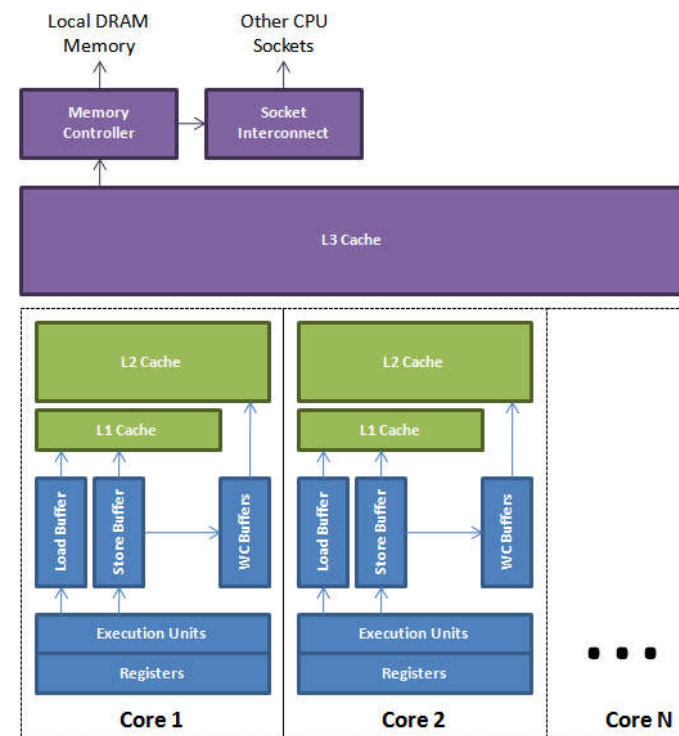 Local DRAM
Memory
Other CPU
Sockets
Memory
Controller
Socket
Interconnect
L3 Cache
L2 Cache
L1 Cache
Load Buffer
Store Buffer
WC Buffers
Execution Units
Registers
Core 1
L2 Cache
L1 Cache
Load Buffer
Store Buffer
WC Buffers
Execution Units
Registers
Core 2
...
Core N